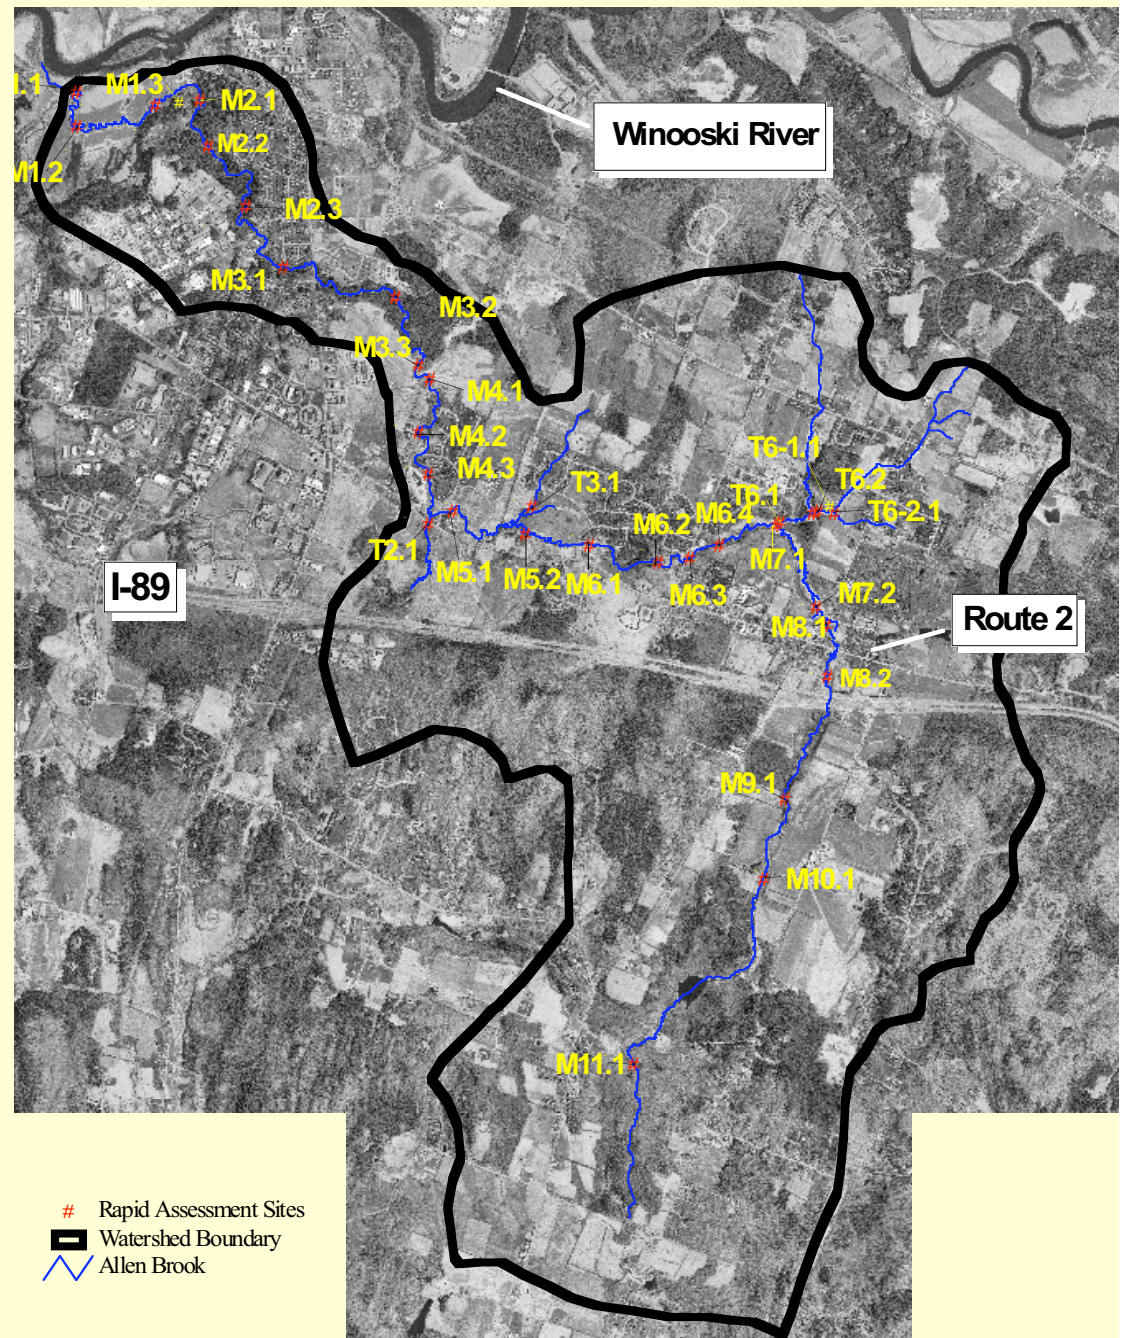 1.1
M1.3
M2.1
Winooski River
M2.2
M1.2
M2.3
M3.1
M3.2
M3.3
M4.1
M4.2
T6-1.1
M4.3
T3.1
T6.1
T6.2
T6-2.1
M6.2
M6.4
T2.1
M5.1
M5.2
M6.1
M6.3
M7.1
I-89
M7.2
M8.1
Route 2
M8.2
M9.1
M10.1
M11.1
# Rapid Assessment Sites
Watershed Boundary
Allen Brook